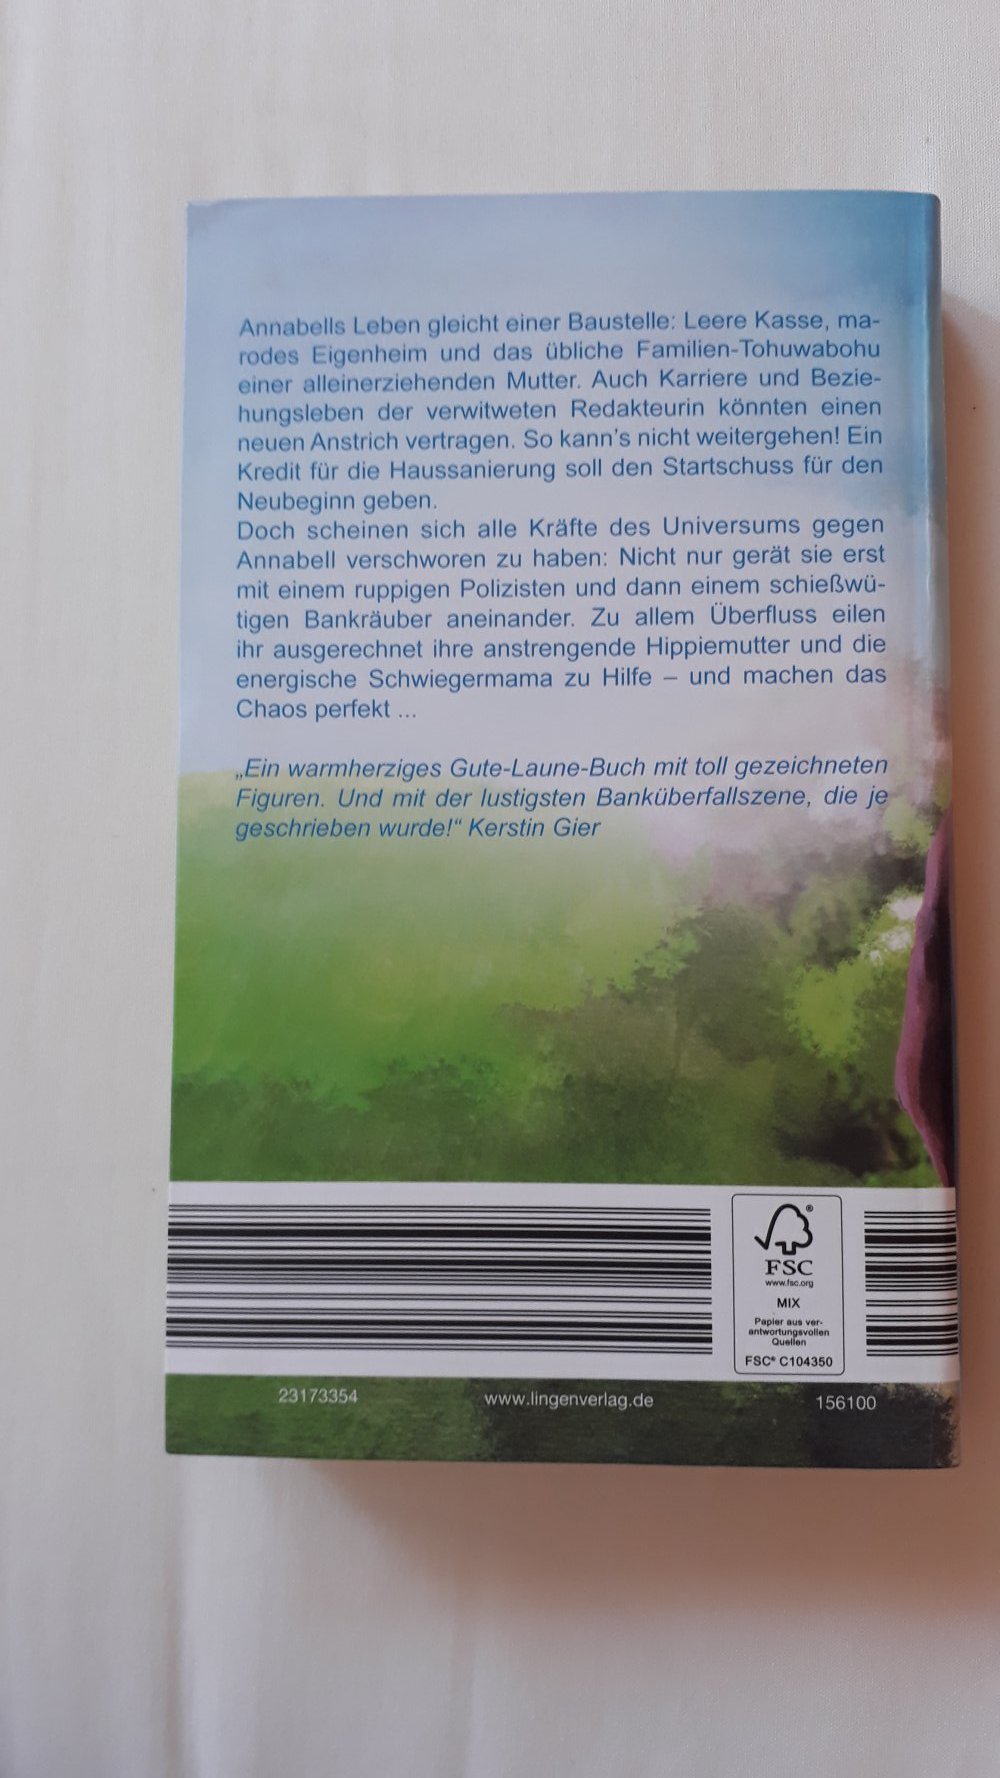 Annabells Leben gleicht einer Baustelle: Leere Kasse, ma-
rodes Eigenheim und das übliche Familien-Tohuwabohu
einer alleinerziehenden Mutter. Auch Karriere und Bezie-
hungsleben der verwitweten Redakteurin könnten einen
neuen Anstrich vertragen. So kann's nicht weitergehen! Ein
Kredit für die Haussanierung soll den Startschuss für den
Neubeginn geben.
Doch scheinen sich alle Kräfte des Universums gegen
Annabell verschworen zu haben: Nicht nur gerät sie erst
mit einem ruppigen Polizisten und dann einem schießwü-
tigen Bankräuber aneinander. Zu allem Überfluss eilen
ihr ausgerechnet ihre anstrengende Hippiemutter und die
energische Schwiegermama zu Hilfe – und machen das
Chaos perfekt ...
„Ein warmherziges Gute-Laune-Buch mit toll gezeichneten
Figuren. Und mit der lustigsten Banküberfallszene, die je
geschrieben wurde!“ Kerstin Gier
®
FSC
www.fsc.org
MIX
Papier aus ver-
antwortungsvollen
Quellen
FSC® C104350
23173354 www.lingenverlag.de 156100